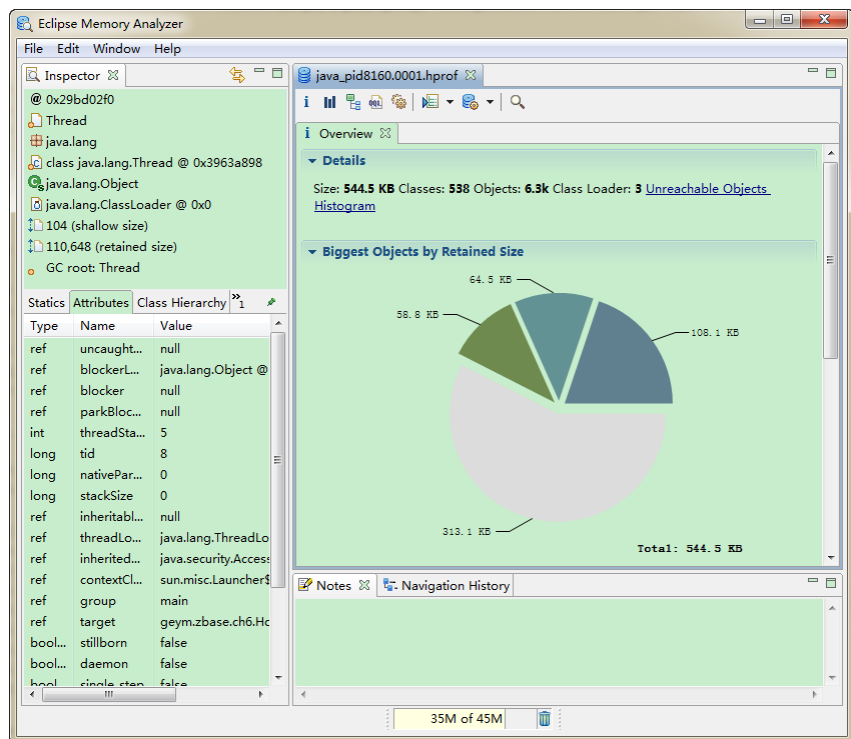 Eclipse Memory Analyzer
File Edit Window Help
Inspector
@ 0x29bd02f0
Thread
java.lang
class java.lang.Thread @ 0x3963a898
java.lang.Object
java.lang.ClassLoader @ 0x0
104 (shallow size)
110,648 (retained size)
GC root: Thread
Statics Attributes Class Hierarchy »1
Type Name Value
ref uncaught... null
ref blockerL... java.lang.Object @
ref blocker null
ref parkBloc... null
int threadSta... 5
long tid 8
long nativePar... 0
long stackSize 0
ref inheritabl... null
ref threadLo... java.lang.ThreadLo
ref inherited... java.security.Access
ref contextCl... sun.misc.Launcher$
ref group main
ref target geym.zbase.ch6.Ho
bool... stillborn false
bool... daemon false
bool... single_step false
java_pid8160.0001.hprof
i OQL
i Overview
Details
Size: 544.5 KB Classes: 538 Objects: 6.3k Class Loader: 3 Unreachable Objects
Histogram
Biggest Objects by Retained Size
64.5 KB
58.8 KB
108.1 KB
313.1 KB
Total: 544.5 KB
Notes Navigation History
35M of 45M